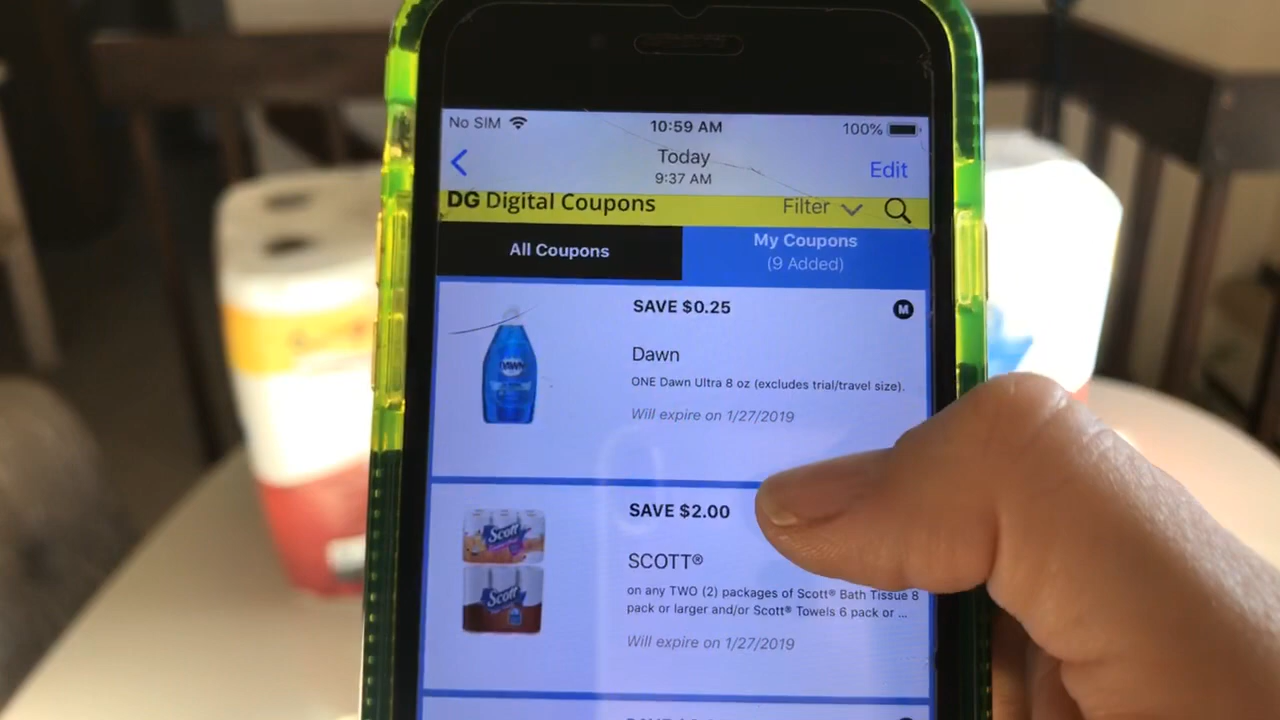 No SIM
10:59 AM
100%
Today
9:37 AM
Edit
DG Digital Coupons
Filter
All Coupons
My Coupons
(9 Added)
SAVE $0.25
M
DAWN
Dawn
ONE Dawn Ultra 8 oz (excludes trial/travel size).
Will expire on 1/27/2019
SAVE $2.00
Scott
Scott
SCOTT®
on any TWO (2) packages of Scott® Bath Tissue 8
pack or larger and/or Scott® Towels 6 pack or ...
Will expire on 1/27/2019